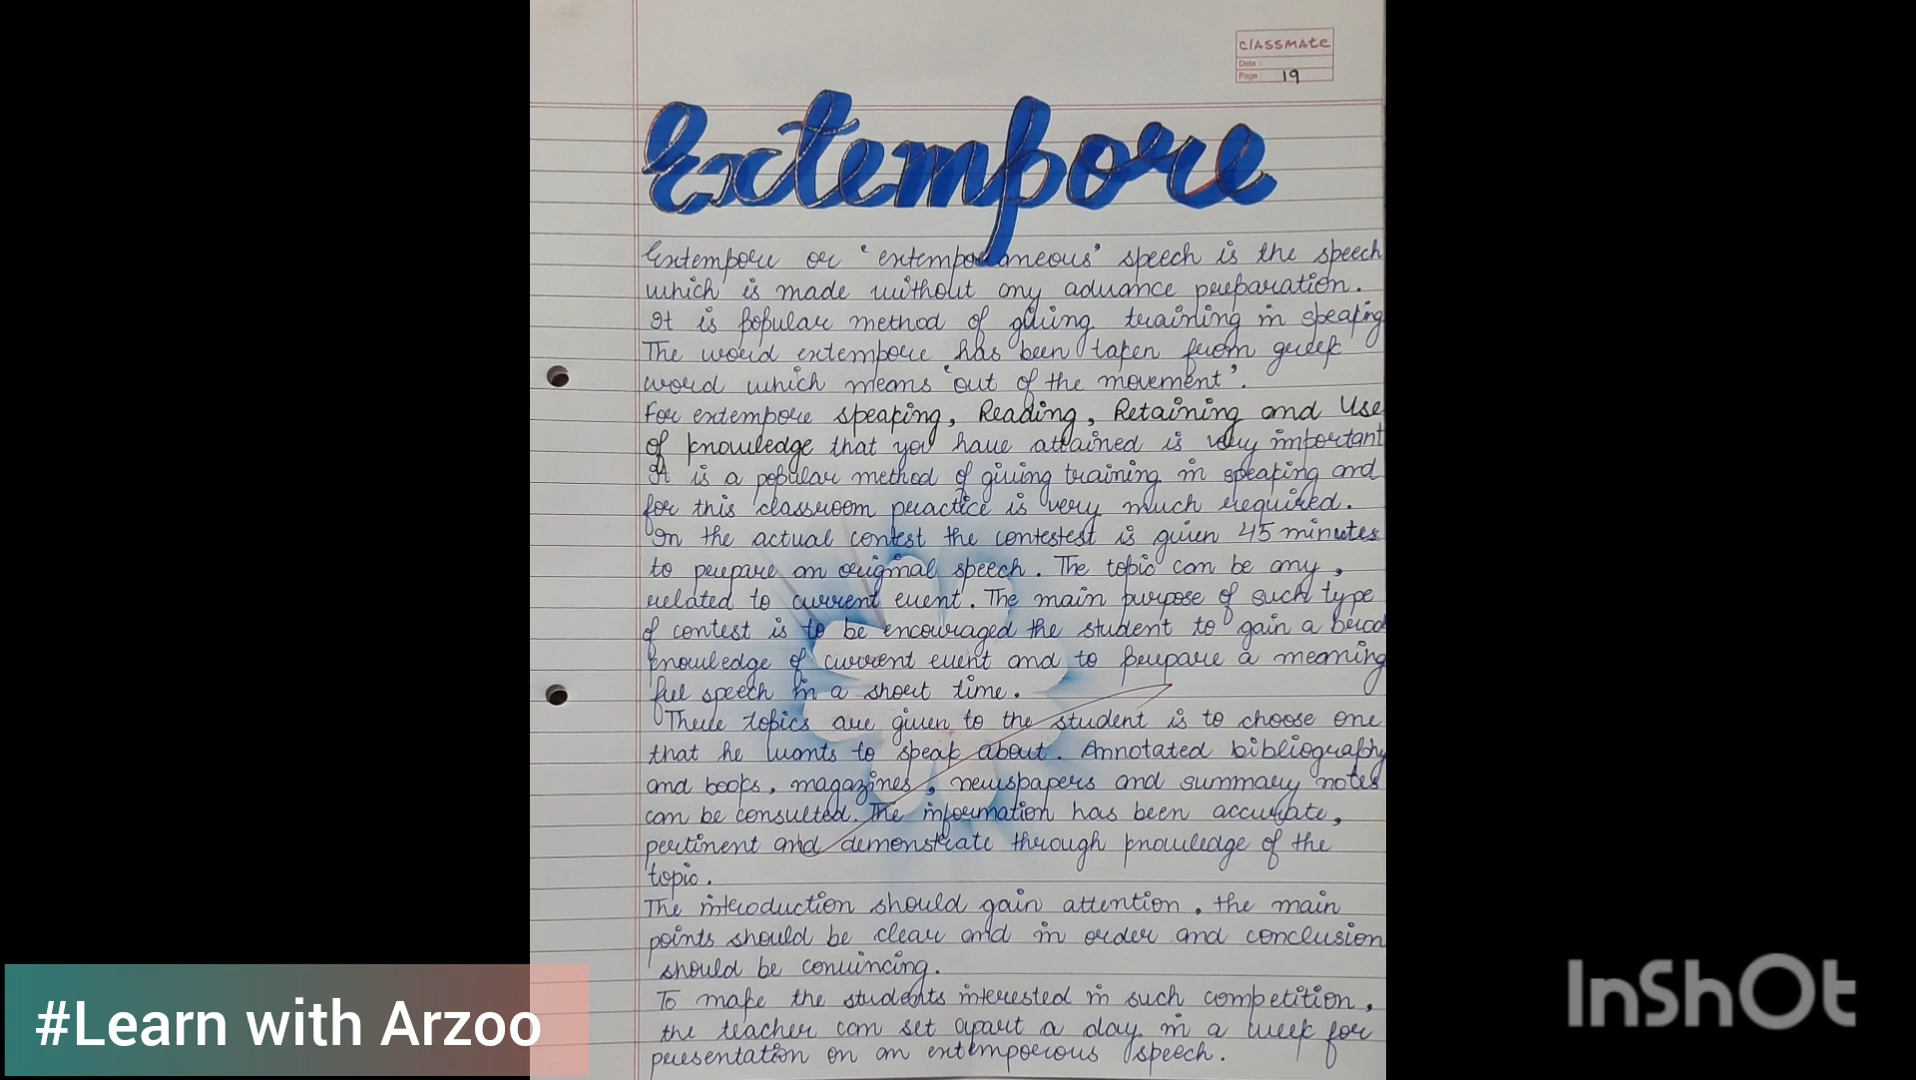 classmate
Date :
Page : 19
Extempore
Extempore or 'extemporaneous' speech is the speech
which is made without any advance preparation.
It is popular method of giving training in speaking
The word extempore has been taken from greek
word which means 'out of the movement'.
For extempore speaking, Reading, Retaining and Use
of knowledge that you have attained is very important
It is a popular method of giving training in speaking and
for this classroom practice is very much required.
In the actual contest the contestest is given 45 minutes
to prepare an original speech. The topic can be any,
related to current event. The main purpose of such type
of contest is to be encouraged the student to gain a broad
knowledge of current event and to prepare a meaning
ful speech in a short time.
Three topics are given to the student is to choose one
that he wants to speak about. Annotated bibliography
and books, magazines, newspapers and summary notes
can be consulted. The information has been accurate,
pertinent and demonstrate through knowledge of the
topic.
The introduction should gain attention, the main
points should be clear and in order and conclusion
should be convincing.
To make the students interested in such competition,
the teacher can set apart a day in a week for
presentation on an extemporous speech.
#Learn with Arzoo
InShOt